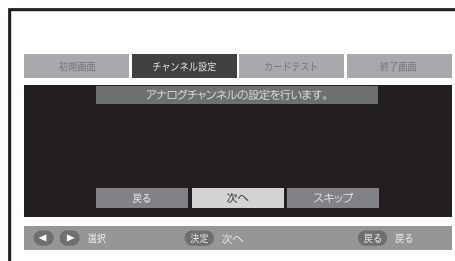 初期画面 チャンネル設定 カードテスト 終了画面
アナログチャンネルの設定を行います。
戻る 次へ スキップ
選択 決定 次へ 戻る 戻る